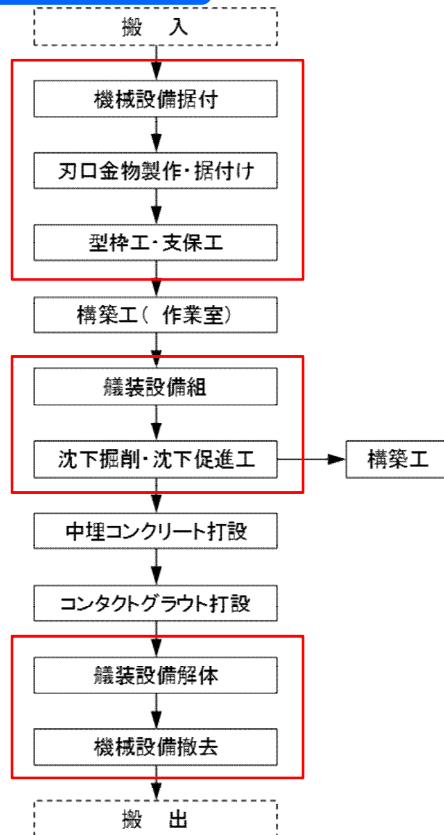 搬　入
機械設備据付
刃口金物製作・据付け
型枠工・支保工
構築工（ 作業室）
艤装設備組
沈下掘削・沈下促進工
構築工
中埋コンクリート打設
コンタクトグラウト打設
艤装設備解体
機械設備撤去
搬　出